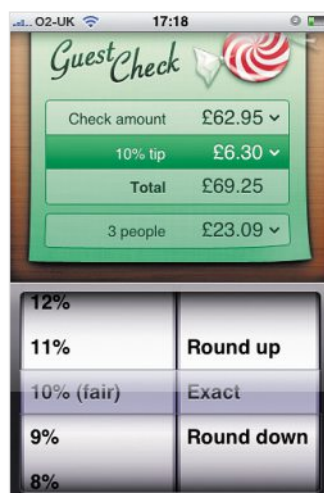 O2-UK 17:18
Guest Check
Check amount £62.95
10% tip £6.30
Total £69.25
3 people £23.09
12%
11% Round up
10% (fair) Exact
9% Round down
8%